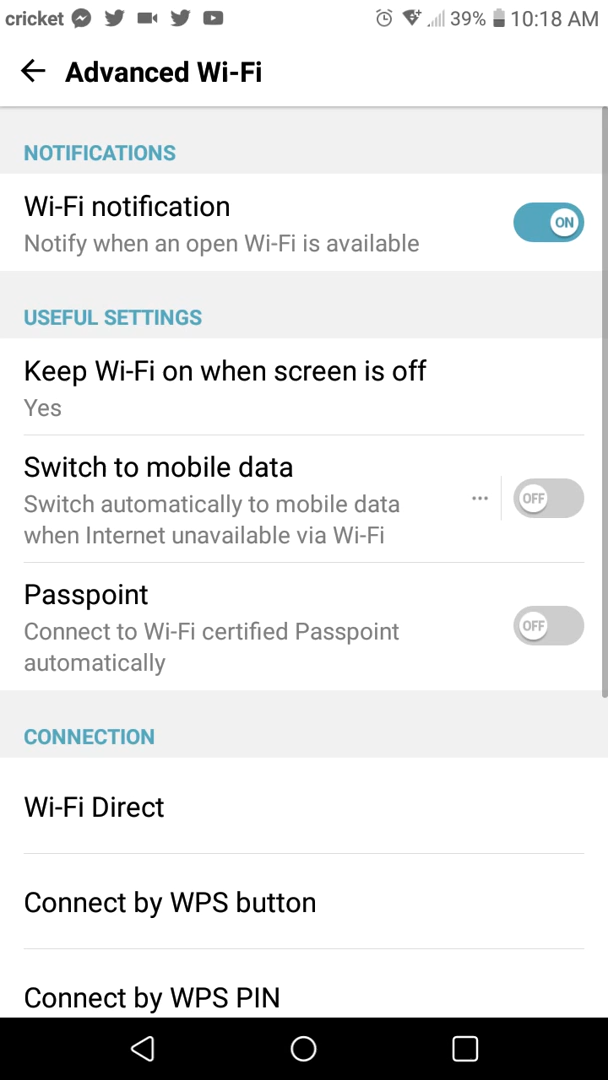 cricket 39% 10:18 AM
Advanced Wi-Fi
NOTIFICATIONS
Wi-Fi notification
Notify when an open Wi-Fi is available
ON
USEFUL SETTINGS
Keep Wi-Fi on when screen is off
Yes
Switch to mobile data
Switch automatically to mobile data
when Internet unavailable via Wi-Fi
... OFF
Passpoint
Connect to Wi-Fi certified Passpoint
automatically
OFF
CONNECTION
Wi-Fi Direct
Connect by WPS button
Connect by WPS PIN